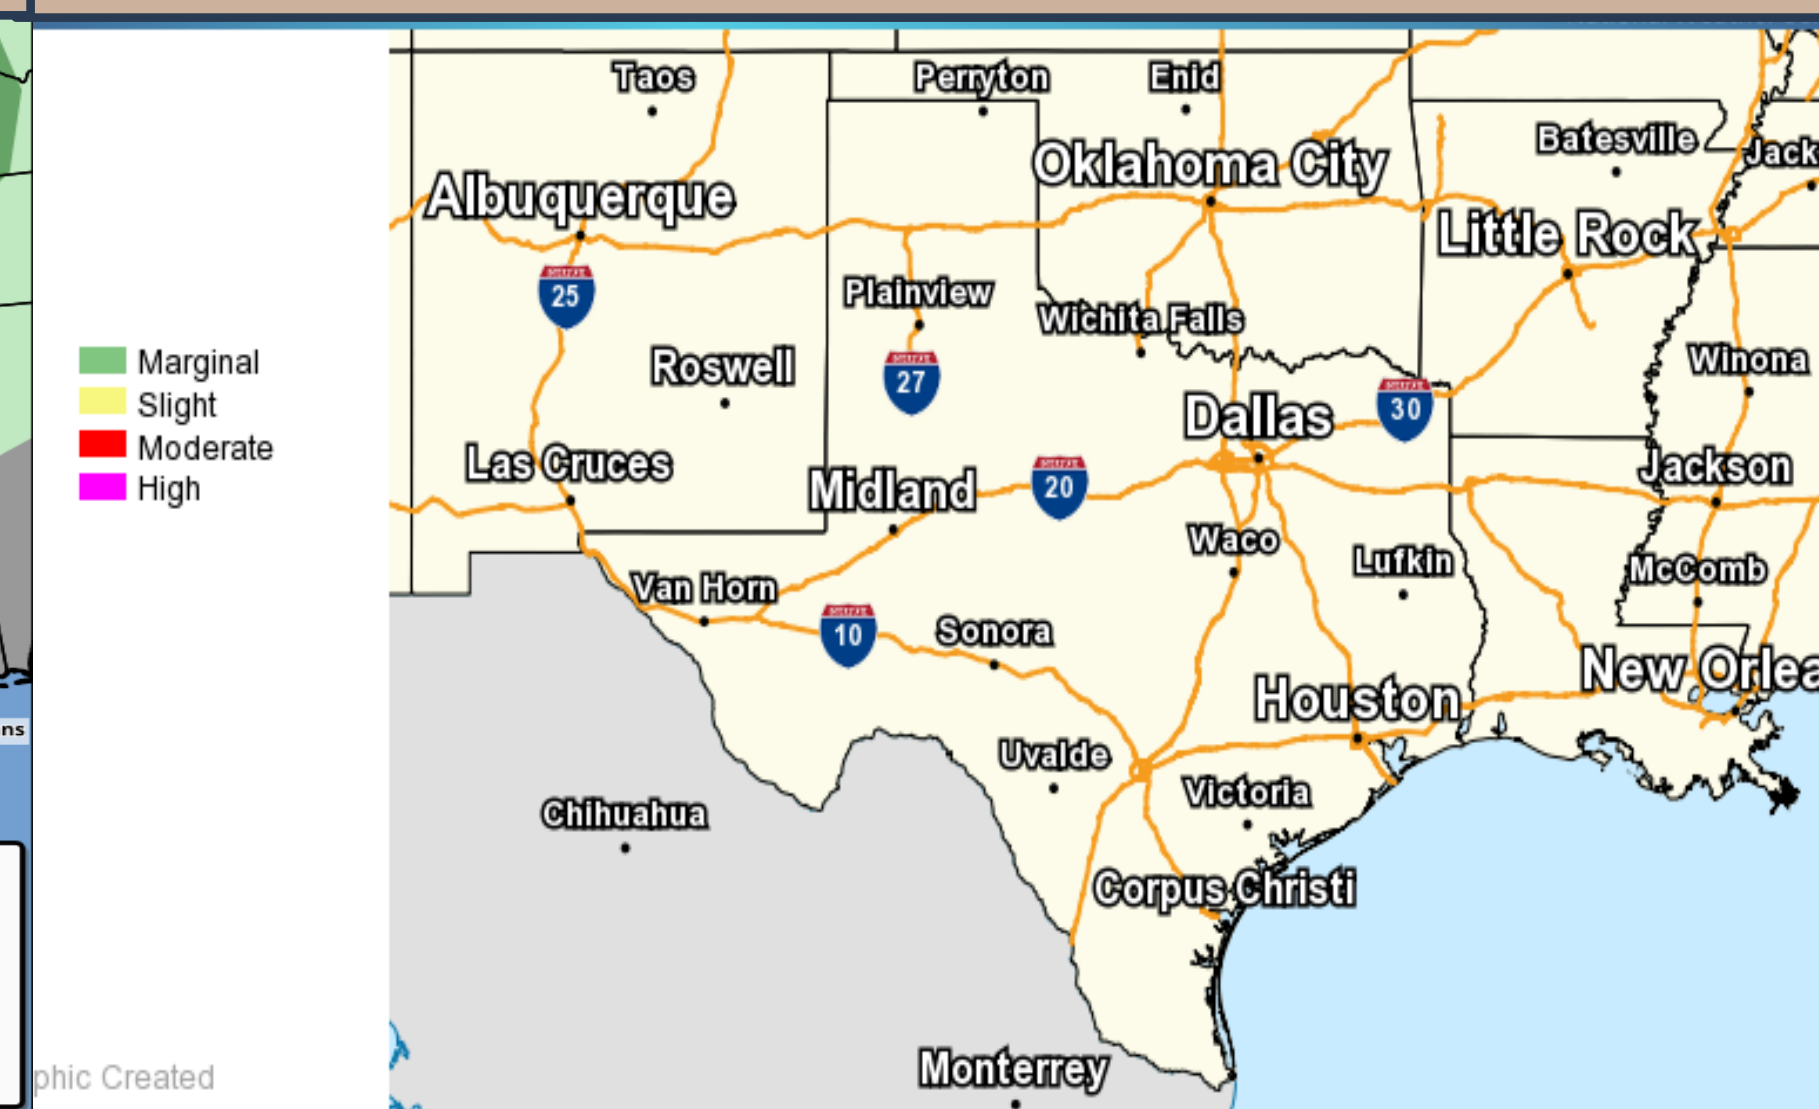 Taos
Perryton
Enid
Batesville
Oklahoma City
Jack
Albuquerque
Little Rock
25
Plainview
Wichita Falls
Winona
Marginal
Roswell
27
30
Slight
Dallas
Moderate
Las Cruces
Jackson
High
Midland
20
Waco
Lufkin
McComb
Van Horn
10
Sonora
New Orlea
Houston
ns
Uvalde
Victoria
Chihuahua
Corpus Christi
Monterrey
phic Created